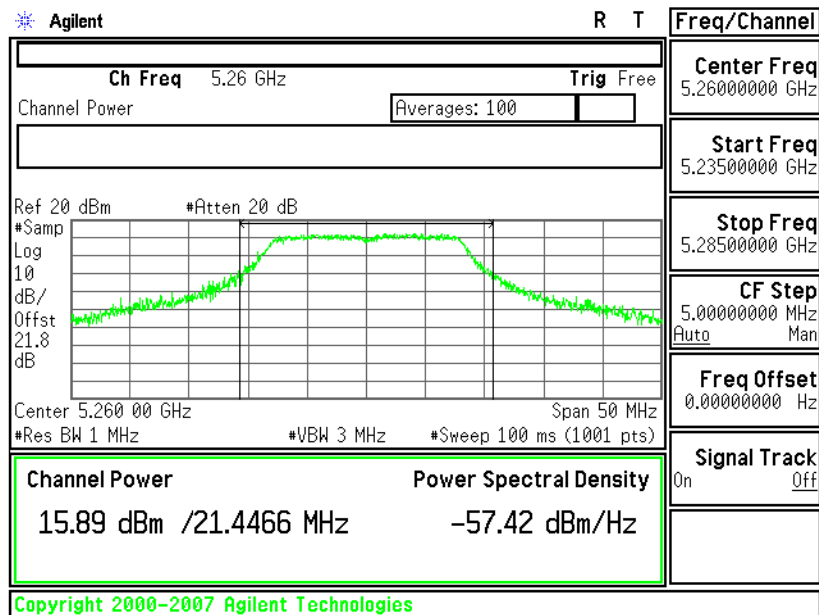 Agilent R T
Ch Freq 5.26 GHz Trig Free
Channel Power Averages: 100
Ref 20 dBm #Atten 20 dB
#Samp
Log
10
dB/
Offst
21.8
dB
Center 5.260 00 GHz Span 50 MHz
#Res BW 1 MHz #VBW 3 MHz #Sweep 100 ms (1001 pts)
Channel Power Power Spectral Density
15.89 dBm /21.4466 MHz -57.42 dBm/Hz
Copyright 2000-2007 Agilent Technologies
Freq/Channel
Center Freq
5.26000000 GHz
Start Freq
5.23500000 GHz
Stop Freq
5.28500000 GHz
CF Step
5.00000000 MHz
Auto Man
Freq Offset
0.00000000 Hz
Signal Track
On Off